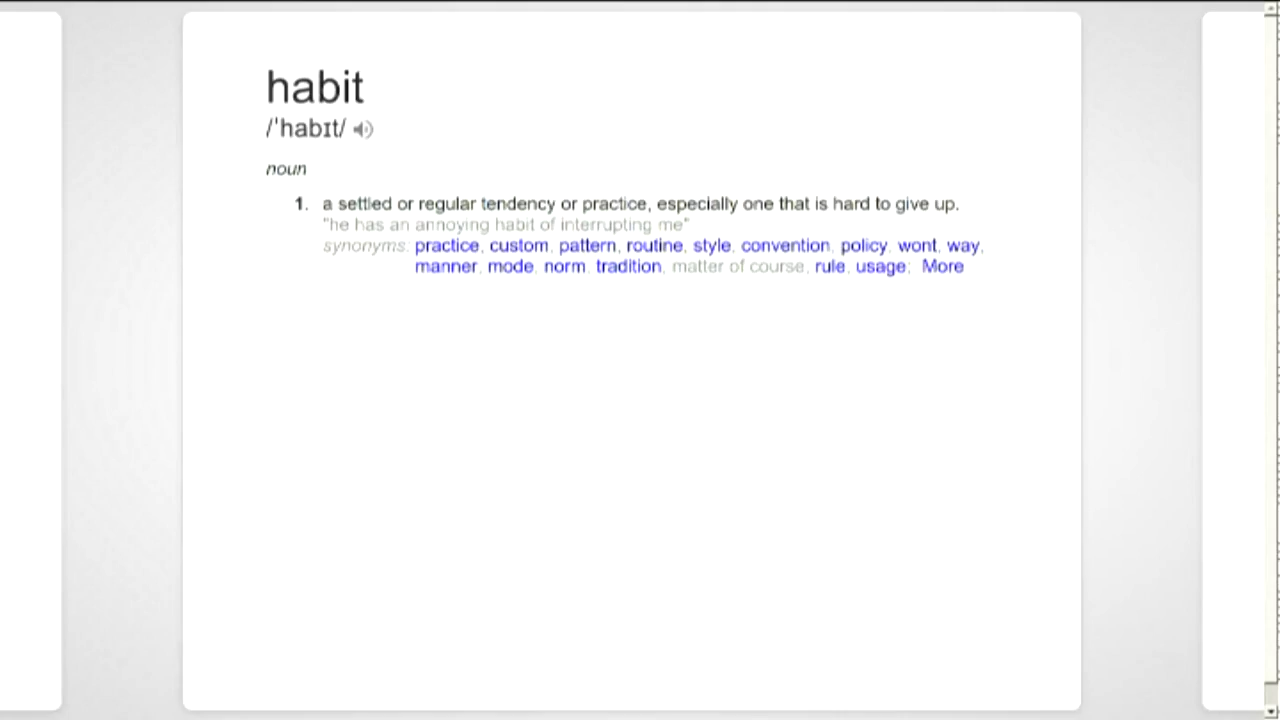 habit
/ˈhabɪt/
noun
1. a settled or regular tendency or practice, especially one that is hard to give up.
"he has an annoying habit of interrupting me"
synonyms: practice, custom, pattern, routine, style, convention, policy, wont, way,
manner, mode, norm, tradition, matter of course, rule, usage; More